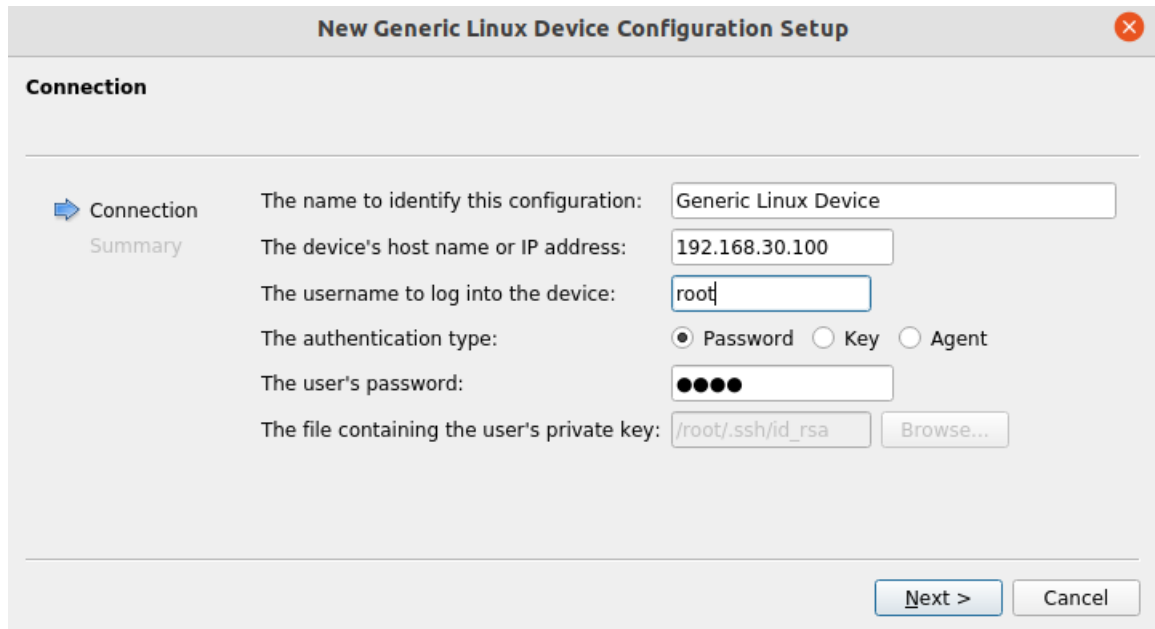 New Generic Linux Device Configuration Setup
Connection
Connection
Summary
The name to identify this configuration: Generic Linux Device
The device's host name or IP address: 192.168.30.100
The username to log into the device: root
The authentication type: Password Key Agent
The user's password: ●●●●
The file containing the user's private key: /root/.ssh/id_rsa Browse...
Next > Cancel